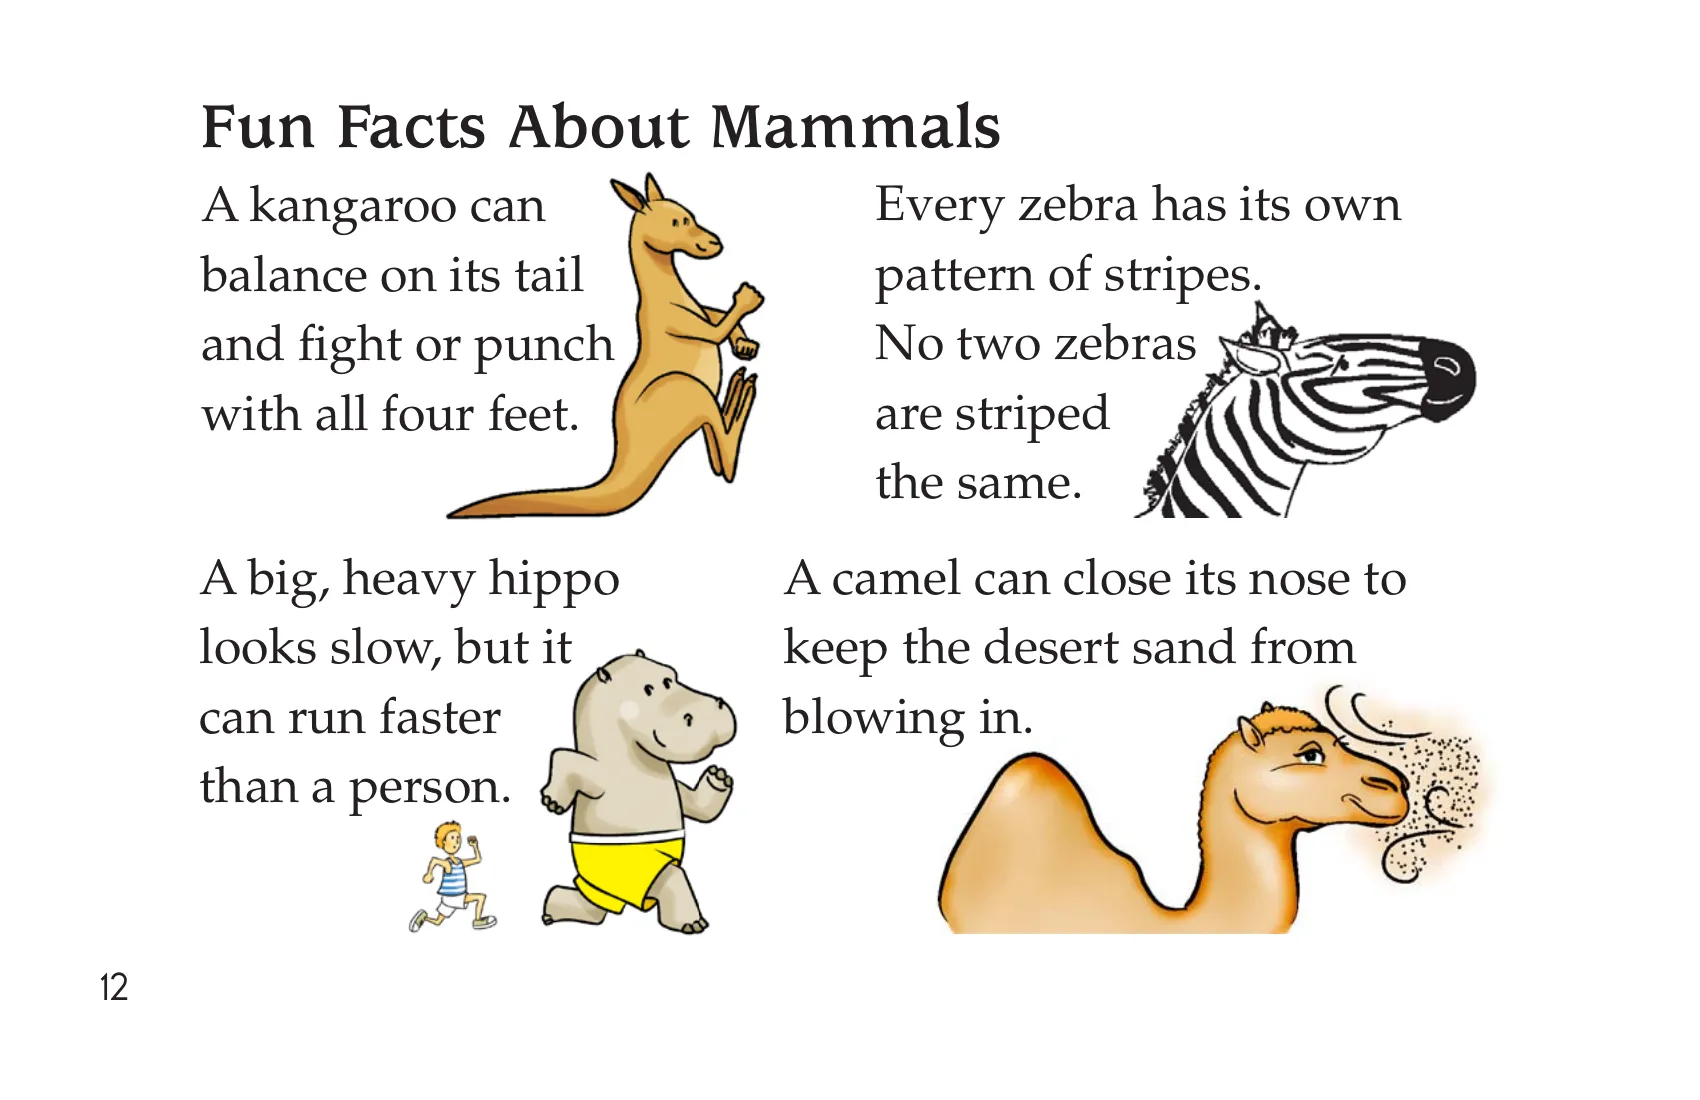 Fun Facts About Mammals
A kangaroo can
balance on its tail
and fight or punch
with all four feet.
Every zebra has its own
pattern of stripes.
No two zebras
are striped
the same.
A big, heavy hippo
looks slow, but it
can run faster
than a person.
A camel can close its nose to
keep the desert sand from
blowing in.
12